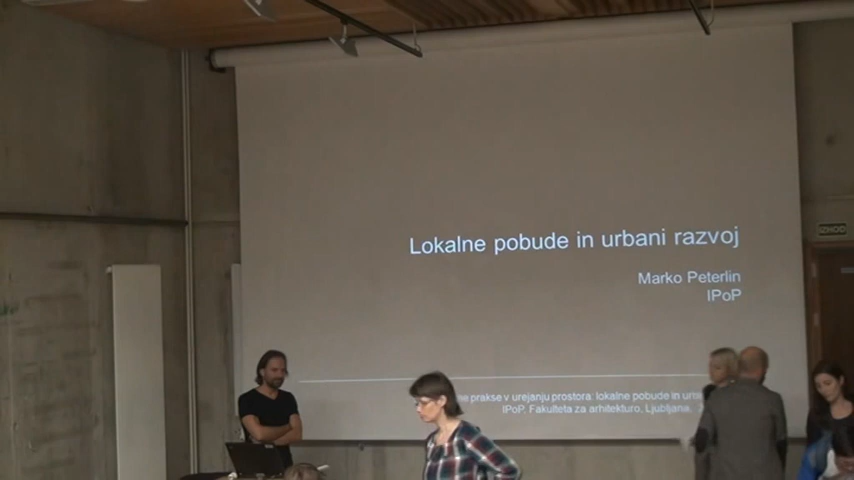 Lokalne pobude in urbani razvoj
Marko Peterlin
IPoP
prakse v urejanju prostora: lokalne pobude in
IPoP, Fakulteta za arhitekturo, Ljubljana,
IZHOD